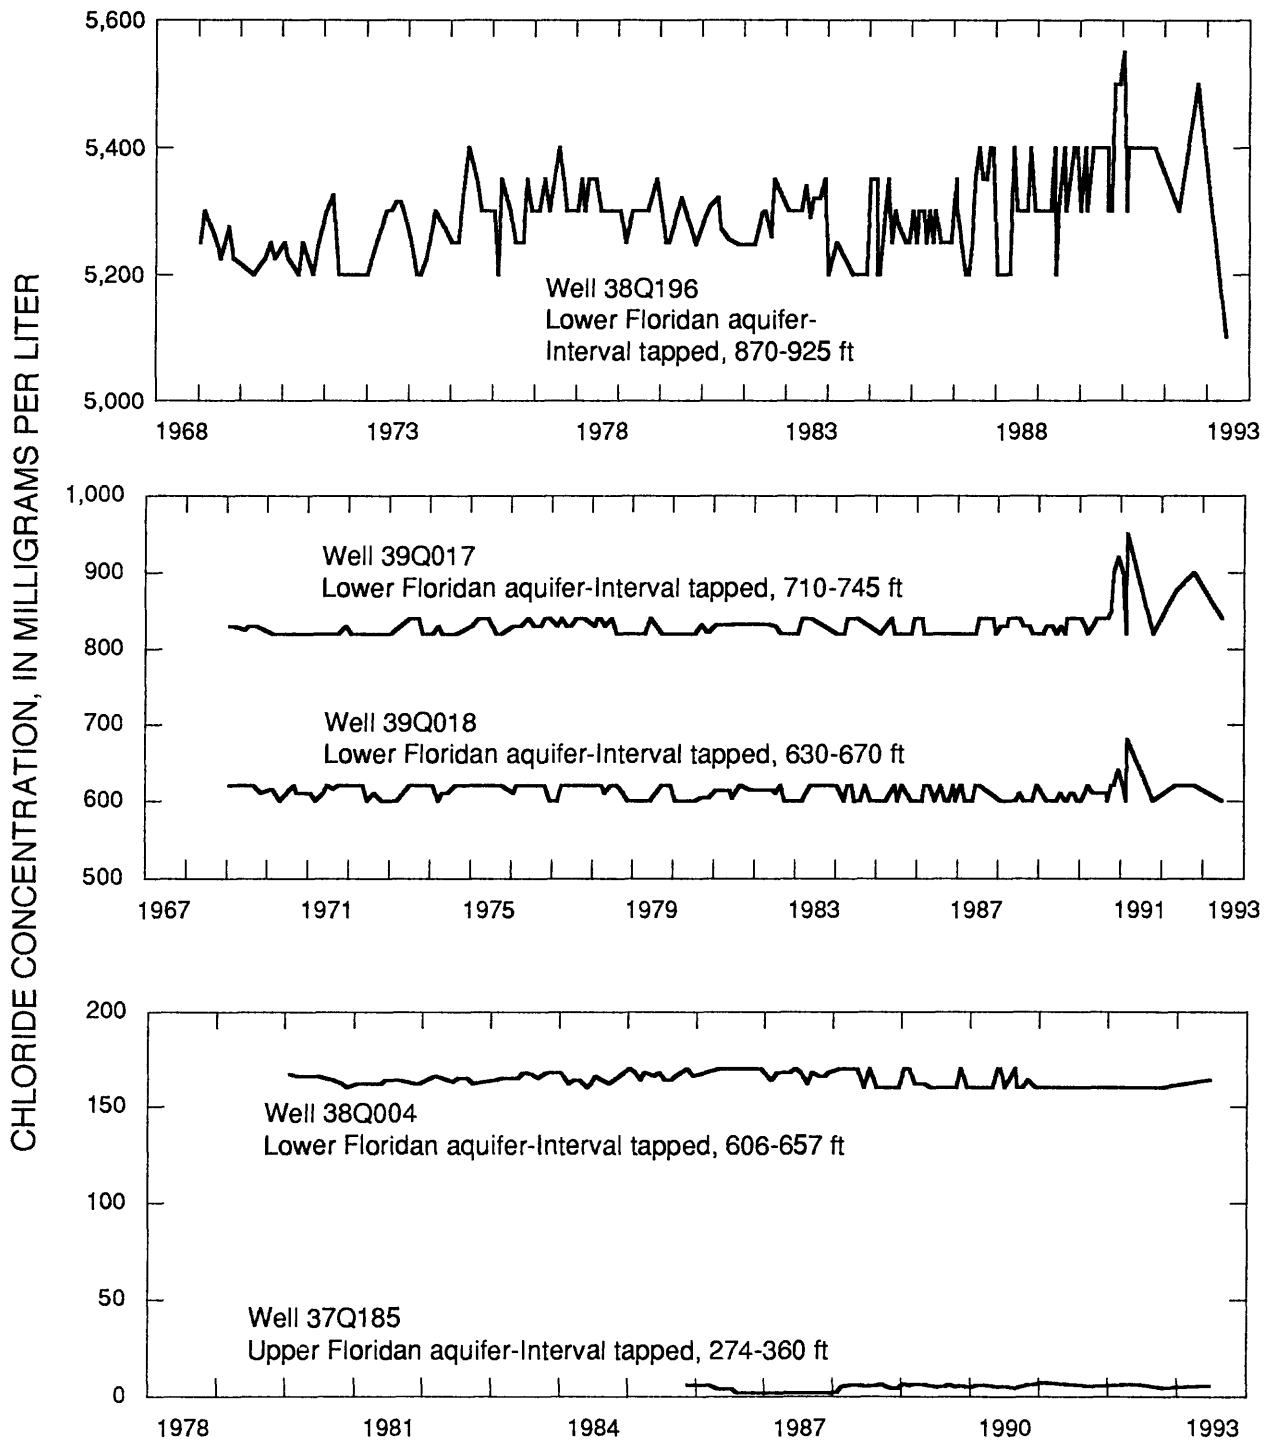 CHLORIDE CONCENTRATION, IN MILLIGRAMS PER LITER
5,600
5,400
5,200
5,000
Well 38Q196
Lower Floridan aquifer-
Interval tapped, 870-925 ft
1968 1973 1978 1983 1988 1993
1,000
900
800
700
600
500
Well 39Q017
Lower Floridan aquifer-Interval tapped, 710-745 ft
Well 39Q018
Lower Floridan aquifer-Interval tapped, 630-670 ft
1967 1971 1975 1979 1983 1987 1991 1993
200
150
100
50
0
Well 38Q004
Lower Floridan aquifer-Interval tapped, 606-657 ft
Well 37Q185
Upper Floridan aquifer-Interval tapped, 274-360 ft
1978 1981 1984 1987 1990 1993